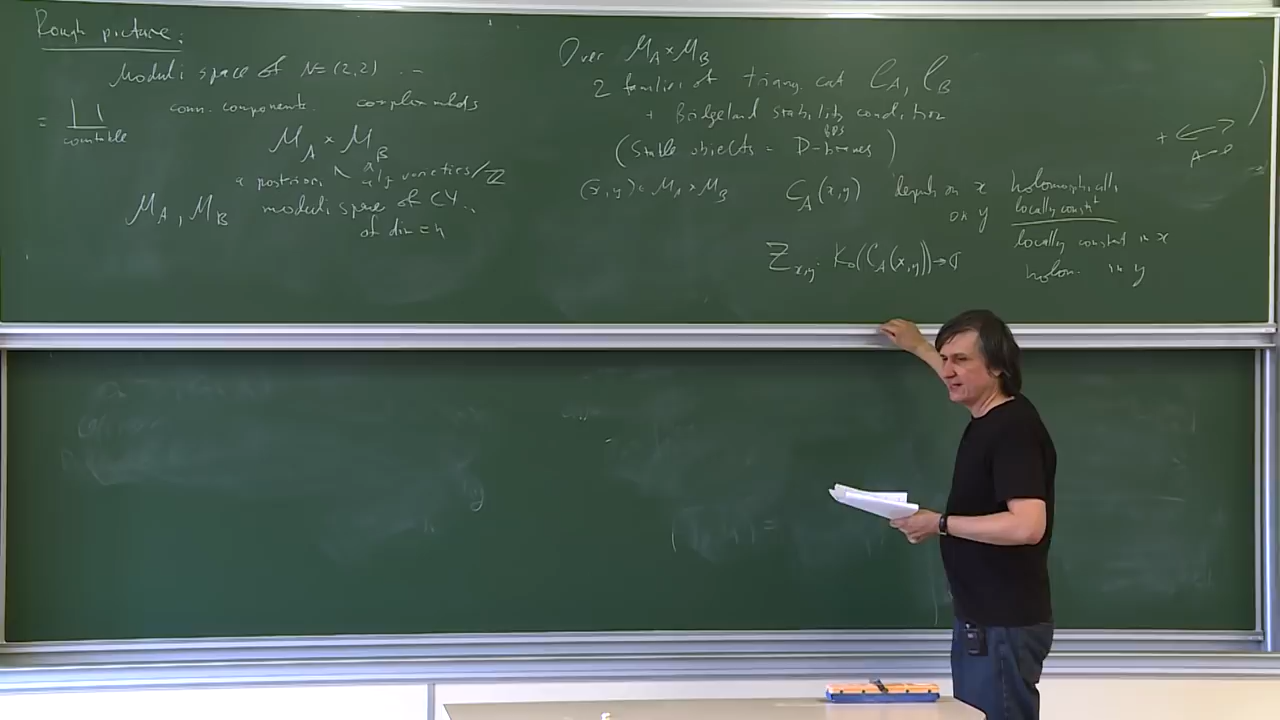 Rough picture:
Moduli space of N=(2,2) ...
= ⨆ conn. components complex mflds
countable
M_A × M_B
a posteriori alg varieties/Z
M_A, M_B moduli space of CY...
of dim = n
Over M_A × M_B
2 families of triang. cat C_A, C_B
+ Bridgeland stability condition
(Stable objects = BPS D-branes)
(x,y) ∈ M_A × M_B C_A(x,y) depends on x holomorphically
on y locally const
Z_{x,y}: K_0(C_A(x,y)) → C locally constant in x
holom. in y
+ ↔